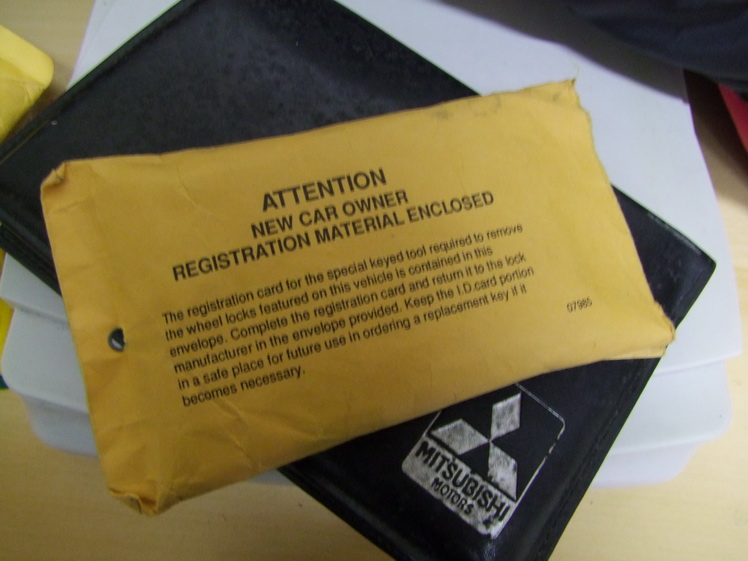 ATTENTION
NEW CAR OWNER
REGISTRATION MATERIAL ENCLOSED
The registration card for the special keyed tool required to remove
the wheel locks featured on this vehicle is contained in this
envelope. Complete the registration card and return it to the lock
manufacturer in the envelope provided. Keep the I.D.card portion
in a safe place for future use in ordering a replacement key if it
becomes necessary.
07985
MITSUBISHI
MOTORS